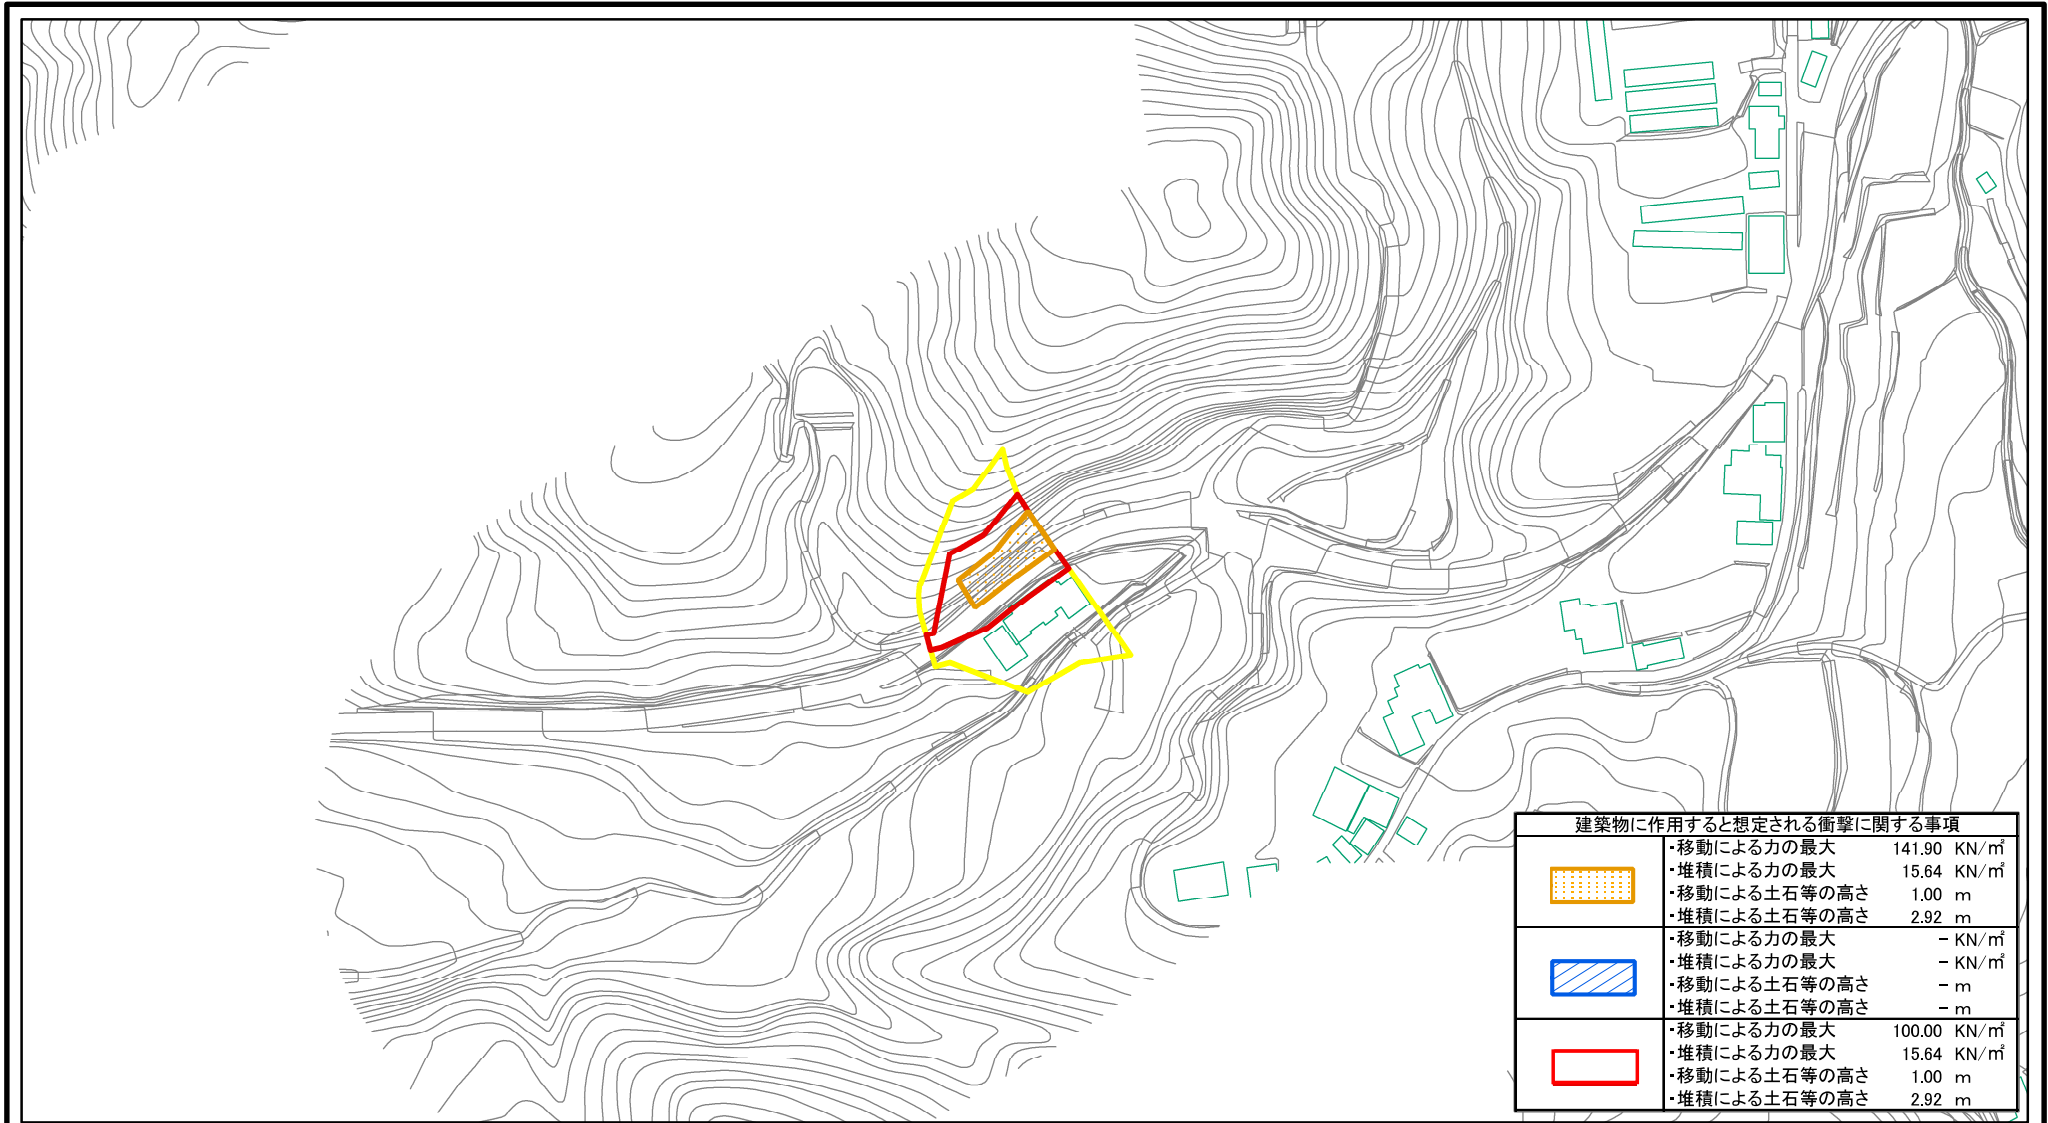 建築物に作用すると想定される衝撃に関する事項
・移動による力の最大 141.90 KN/㎡
・堆積による力の最大 15.64 KN/㎡
・移動による土石等の高さ 1.00 m
・堆積による土石等の高さ 2.92 m
・移動による力の最大 - KN/㎡
・堆積による力の最大 - KN/㎡
・移動による土石等の高さ - m
・堆積による土石等の高さ - m
・移動による力の最大 100.00 KN/㎡
・堆積による力の最大 15.64 KN/㎡
・移動による土石等の高さ 1.00 m
・堆積による土石等の高さ 2.92 m